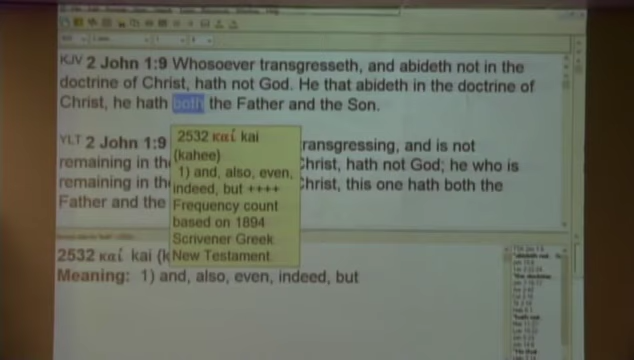 KJV 2 John 1:9 Whosoever transgresseth, and abideth not in the
doctrine of Christ, hath not God. He that abideth in the doctrine of
Christ, he hath both the Father and the Son.
YLT 2 John 1:9
ransgressing, and is not
remaining in the
Christ, hath not God; he who is
remaining in the
Christ, this one hath both the
Father and the
2532 καί kai
(kahee)
1) and, also, even,
indeed, but ++++
Frequency count
based on 1894
Scrivener Greek
New Testament.
2532 καί kai {k
Meaning: 1) and, also, even, indeed, but